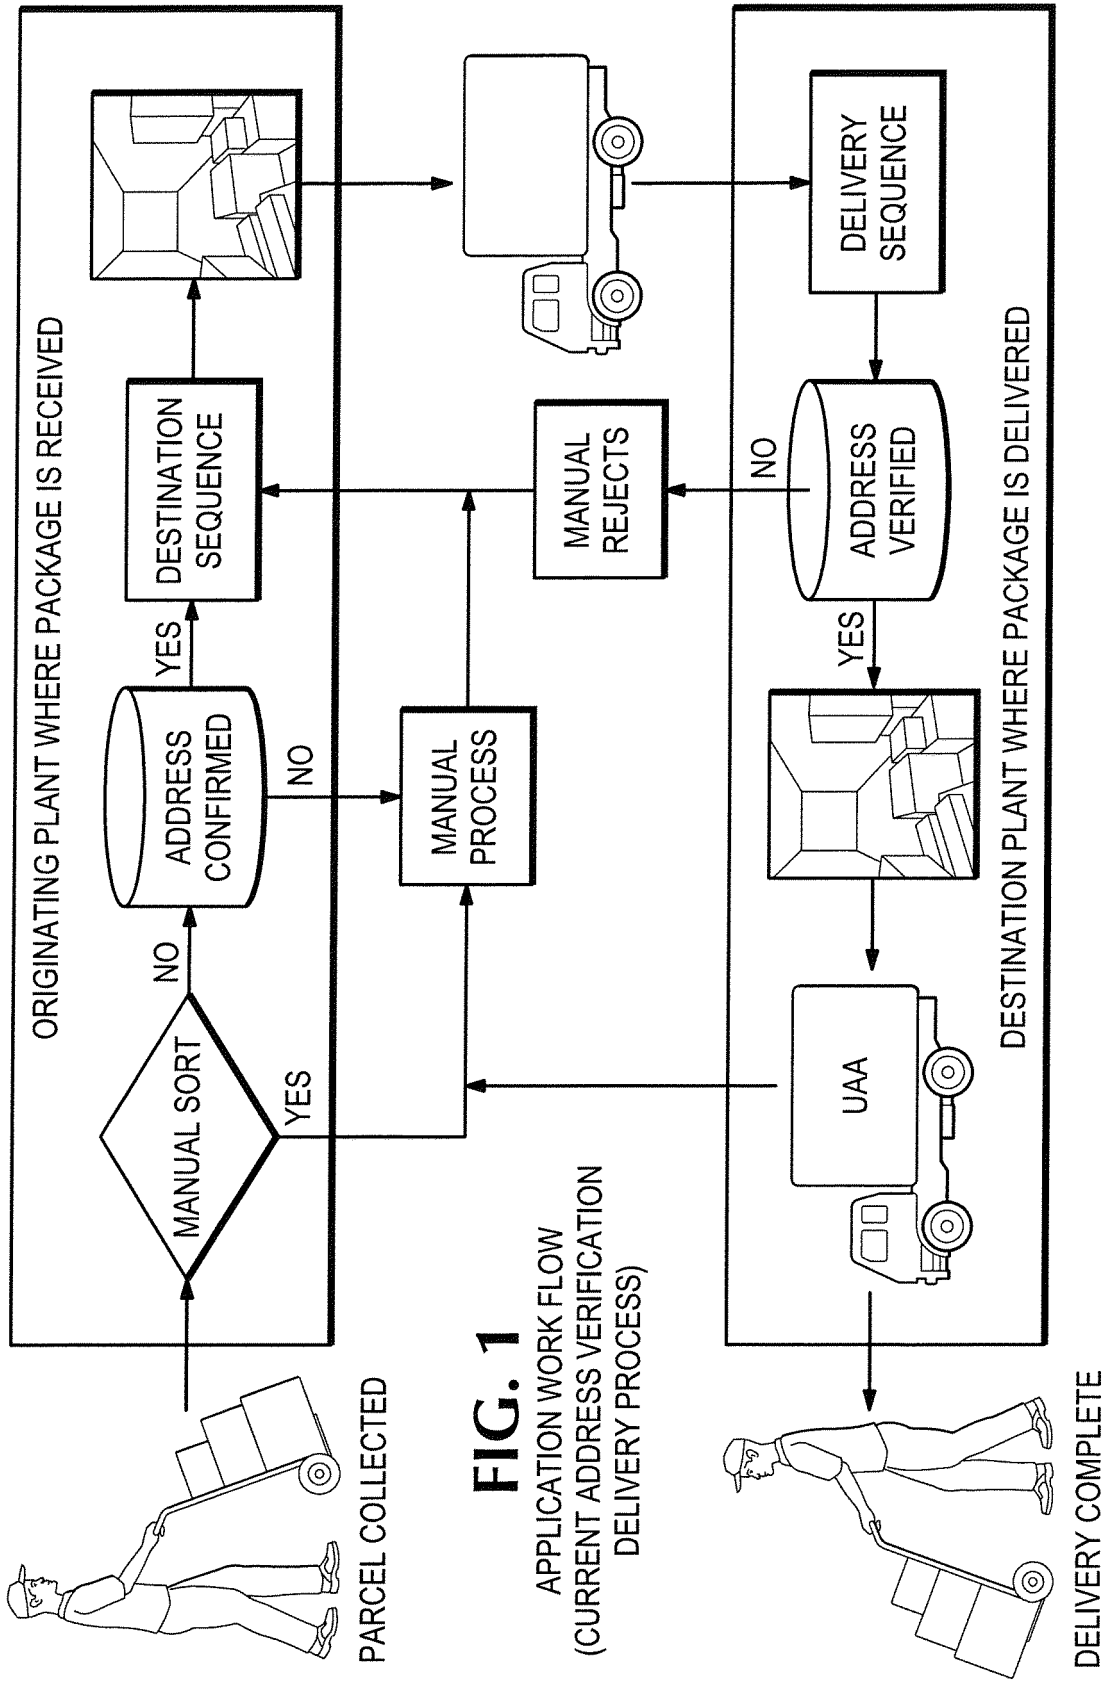 ORIGINATING PLANT WHERE PACKAGE IS RECEIVED
PARCEL COLLECTED
MANUAL SORT
NO
YES
ADDRESS
CONFIRMED
YES
NO
DESTINATION
SEQUENCE
MANUAL
PROCESS
MANUAL
REJECTS
FIG. 1
APPLICATION WORK FLOW
(CURRENT ADDRESS VERIFICATION
DELIVERY PROCESS)
DELIVERY COMPLETE
UAA
YES
ADDRESS
VERIFIED
NO
DELIVERY
SEQUENCE
DESTINATION PLANT WHERE PACKAGE IS DELIVERED